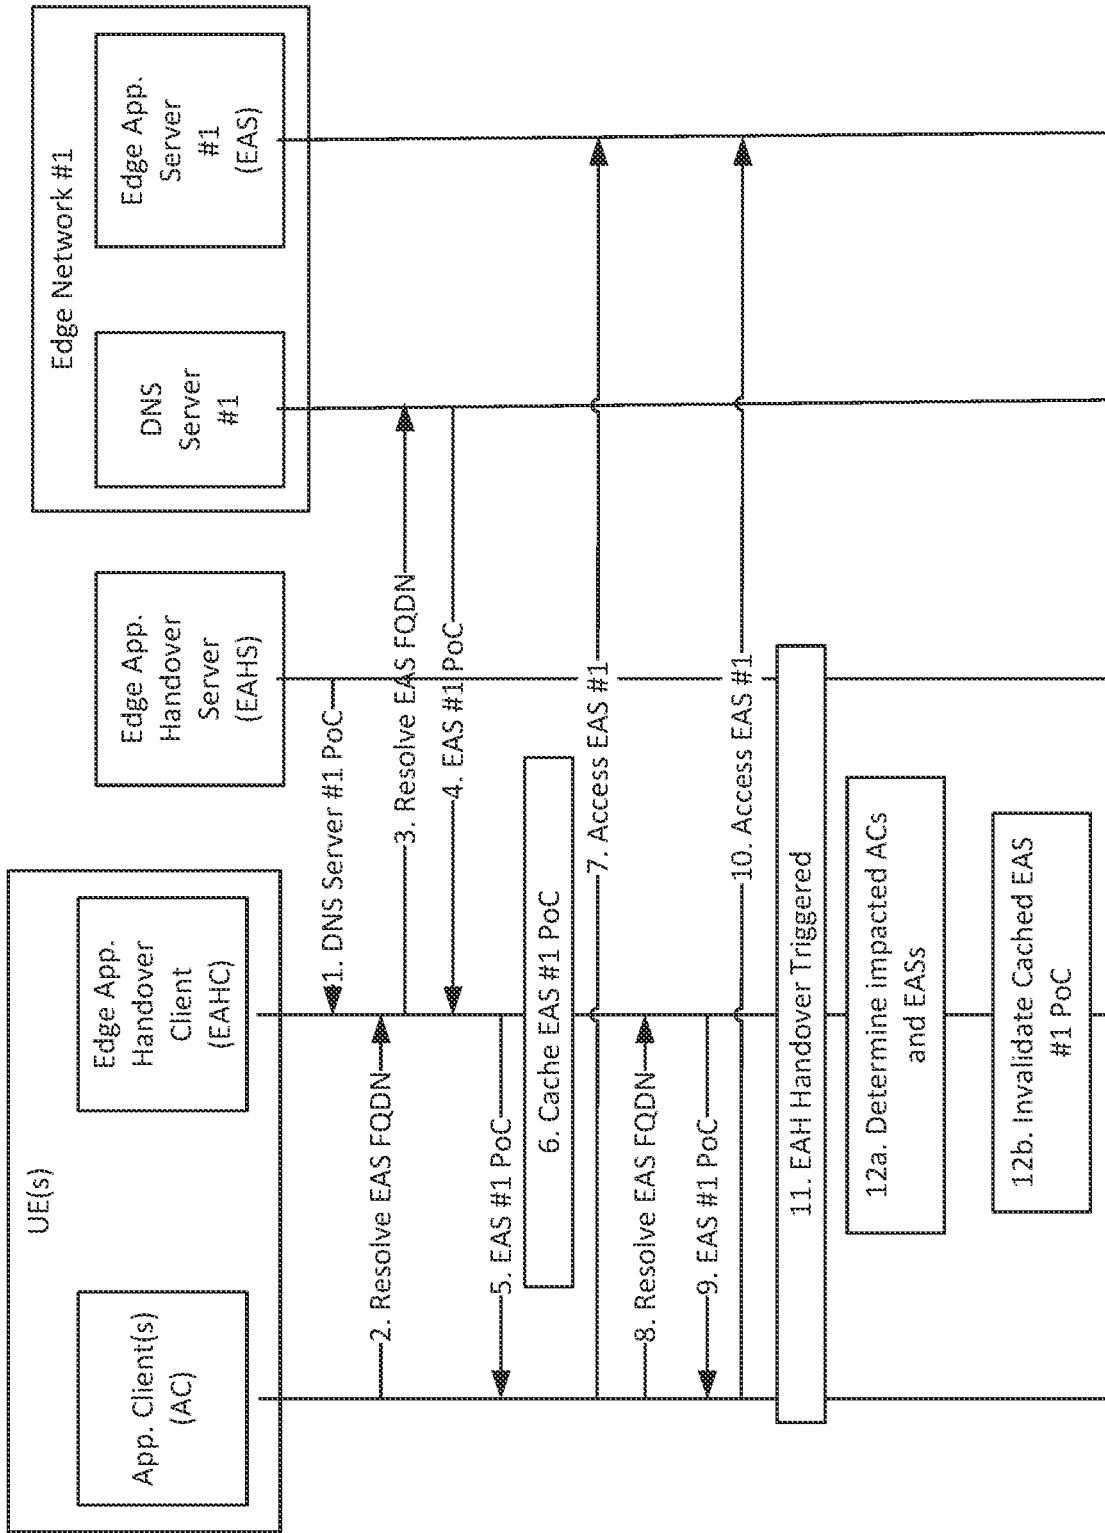 UE(s)
App. Client(s)
(AC)
Edge App.
Handover
Client
(EAHC)
Edge App.
Handover
Server
(EAHS)
Edge Network #1
DNS
Server
#1
Edge App.
Server
#1
(EAS)
1. DNS Server #1 PoC
2. Resolve EAS FQDN
3. Resolve EAS FQDN
4. EAS #1 PoC
5. EAS #1 PoC
6. Cache EAS #1 PoC
7. Access EAS #1
8. Resolve EAS FQDN
9. EAS #1 PoC
10. Access EAS #1
11. EAH Handover Triggered
12a. Determine impacted ACs
and EASs
12b. Invalidate Cached EAS
#1 PoC